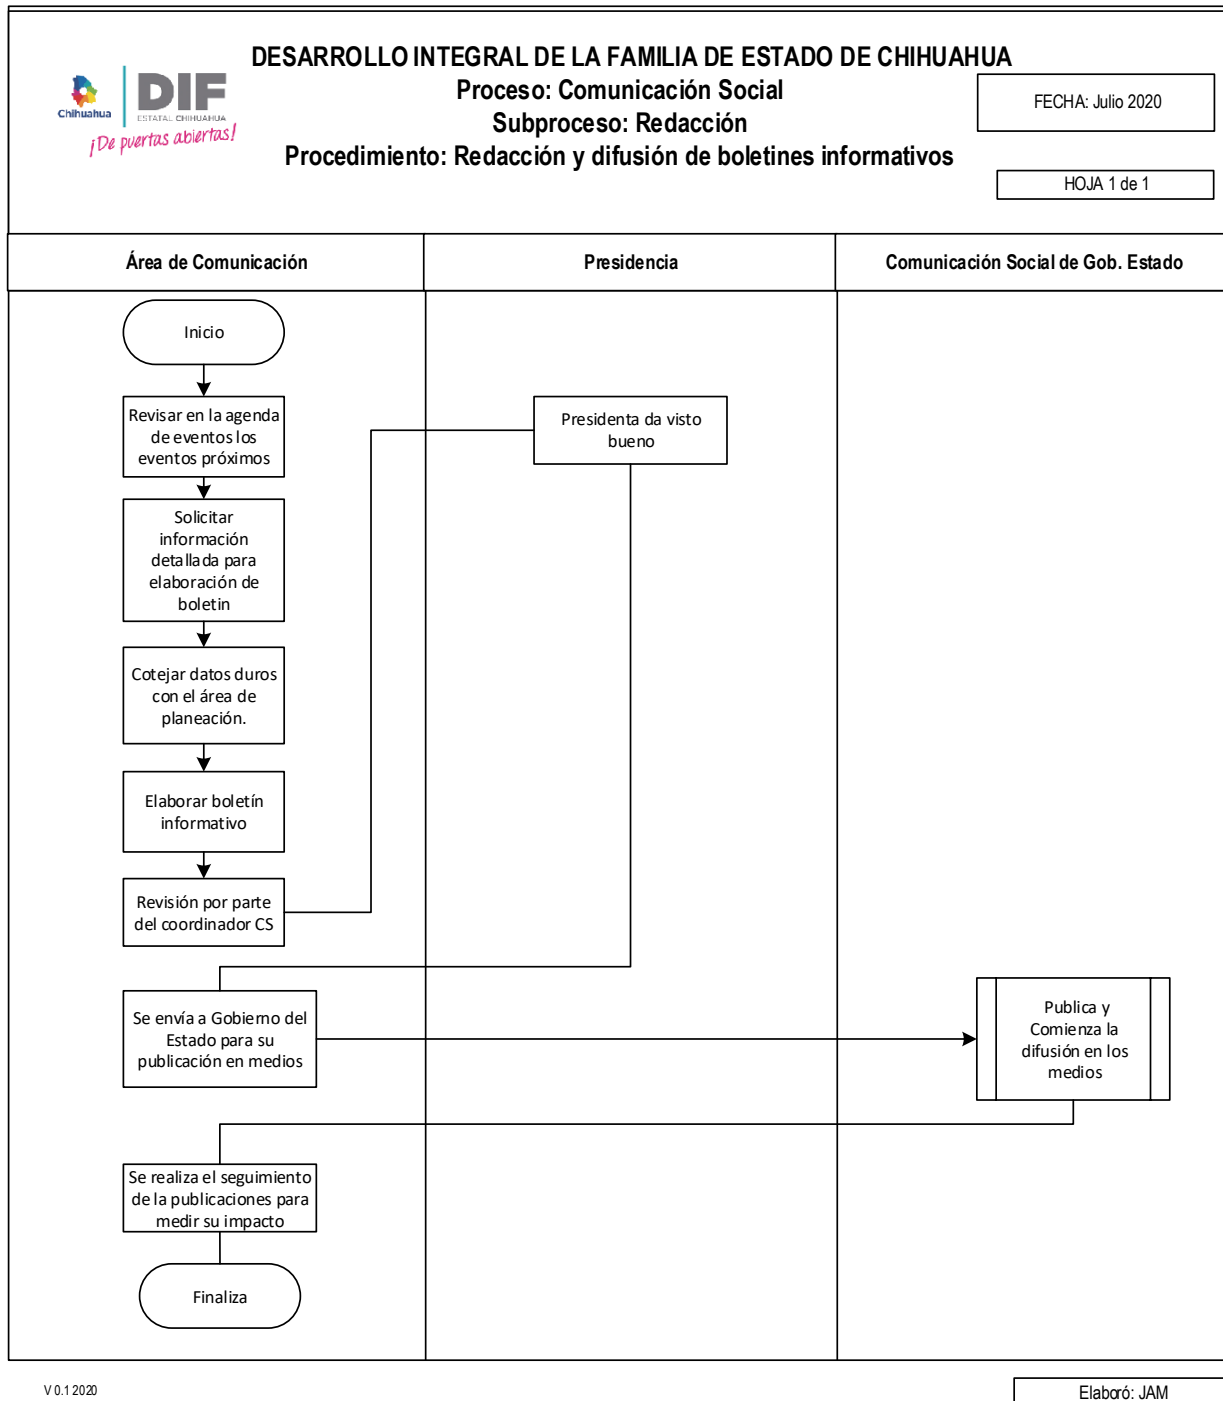 DESARROLLO INTEGRAL DE LA FAMILIA DE ESTADO DE CHIHUAHUA
Proceso: Comunicación Social
Subproceso: Redacción
Procedimiento: Redacción y difusión de boletines informativos
Chihuahua
DIF
ESTATAL CHIHUAHUA
¡De puertas abiertas!
FECHA: Julio 2020
HOJA 1 de 1
Área de Comunicación
Presidencia
Comunicación Social de Gob. Estado
Inicio
Revisar en la agenda
de eventos los
eventos próximos
Presidenta da visto
bueno
Solicitar
información
detallada para
elaboración de
boletin
Cotejar datos duros
con el área de
planeación.
Elaborar boletín
informativo
Revisión por parte
del coordinador CS
Se envía a Gobierno del
Estado para su
publicación en medios
Publica y
Comienza la
difusión en los
medios
Se realiza el seguimiento
de la publicaciones para
medir su impacto
Finaliza
V 0.1 2020
Elaboró: JAM